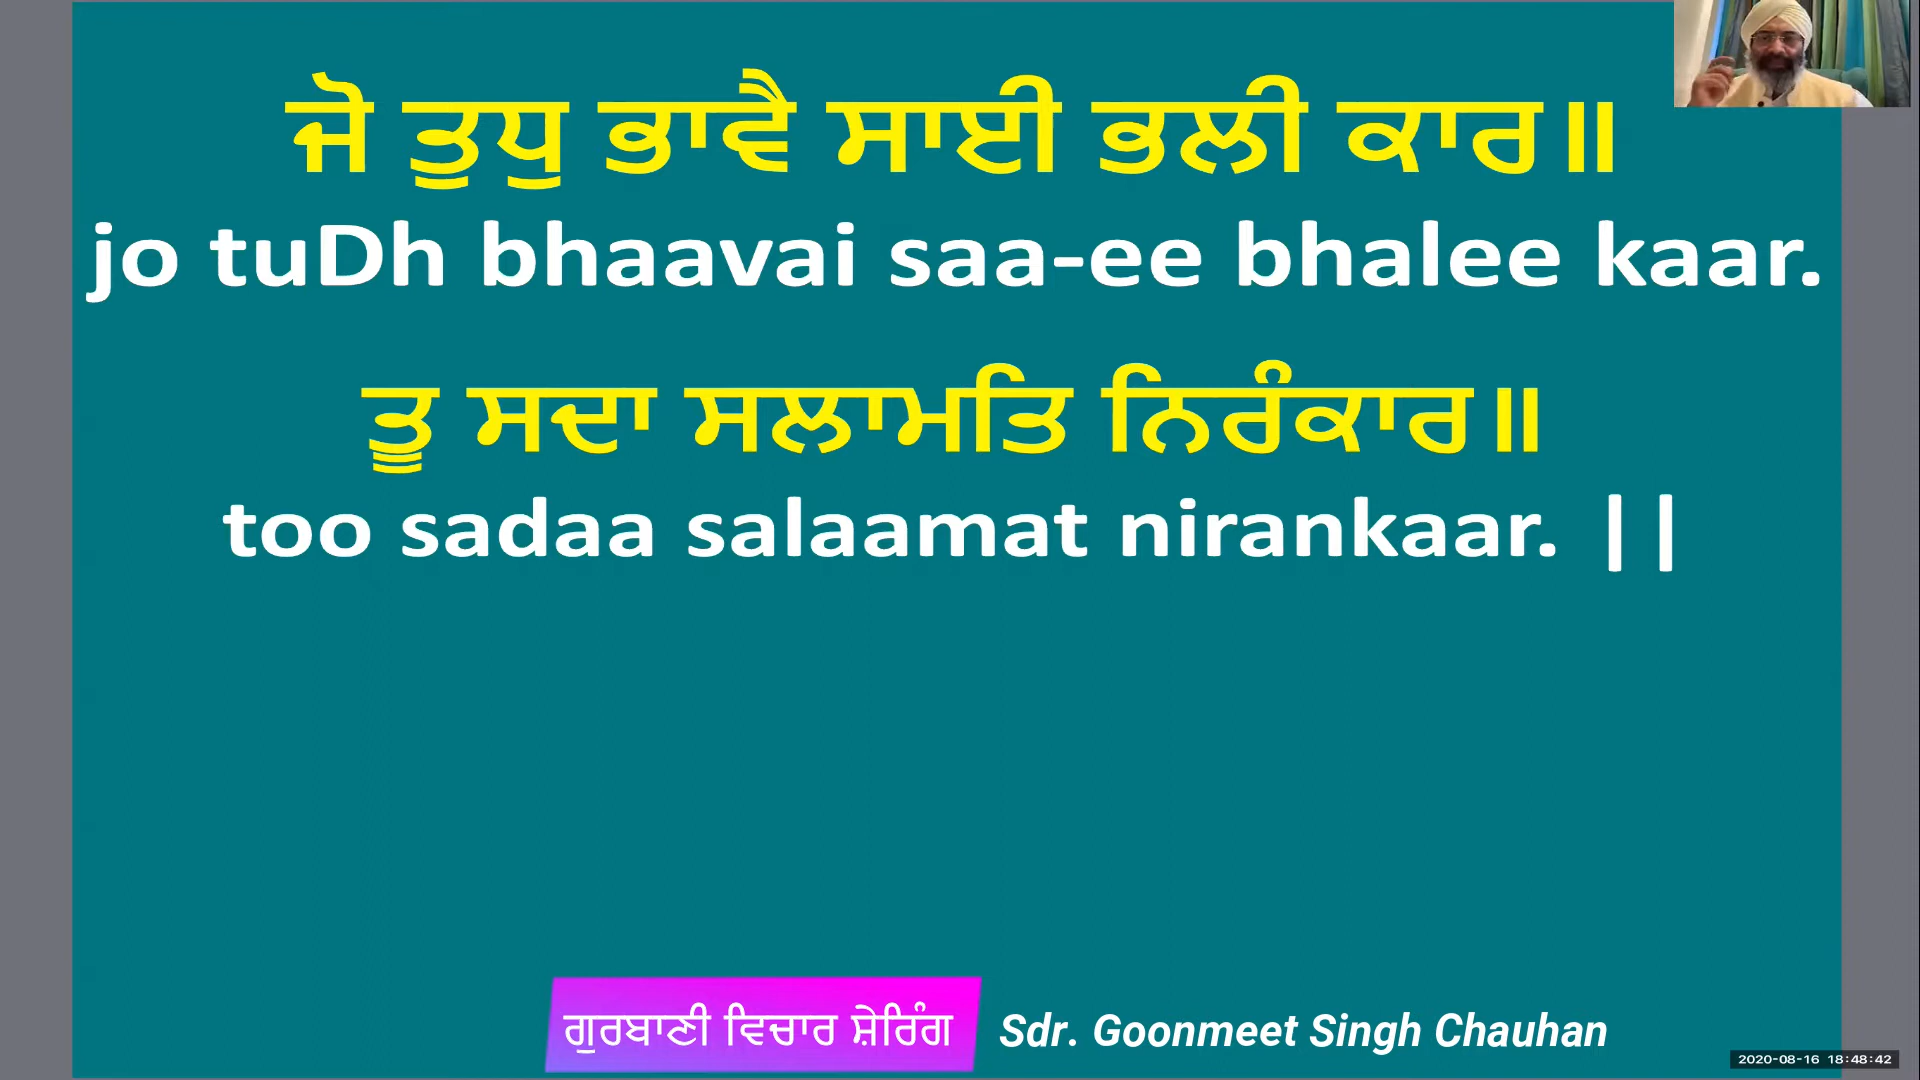 ਜੋ ਤੁਧੁ ਭਾਵੈ ਸਾਈ ਭਲੀ ਕਾਰ॥
jo tuDh bhaavai saa-ee bhalee kaar.
ਤੂ ਸਦਾ ਸਲਾਮਤਿ ਨਿਰੰਕਾਰ॥
too sadaa salaamat nirankaar. ||
ਗੁਰਬਾਣੀ ਵਿਚਾਰ ਸ਼ੇਰਿੰਗ Sdr. Goonmeet Singh Chauhan
2020-08-16 18:48:42